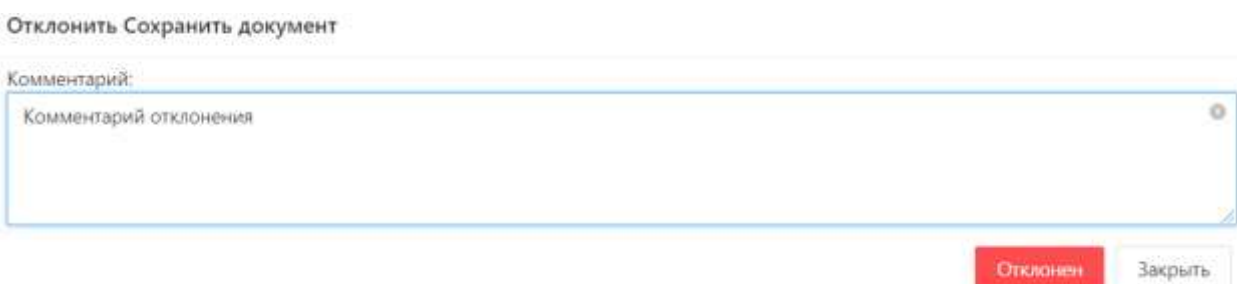 Отклонить Сохранить документ
Комментарий:
Комментарий отклонения
Отклонен Закрыть